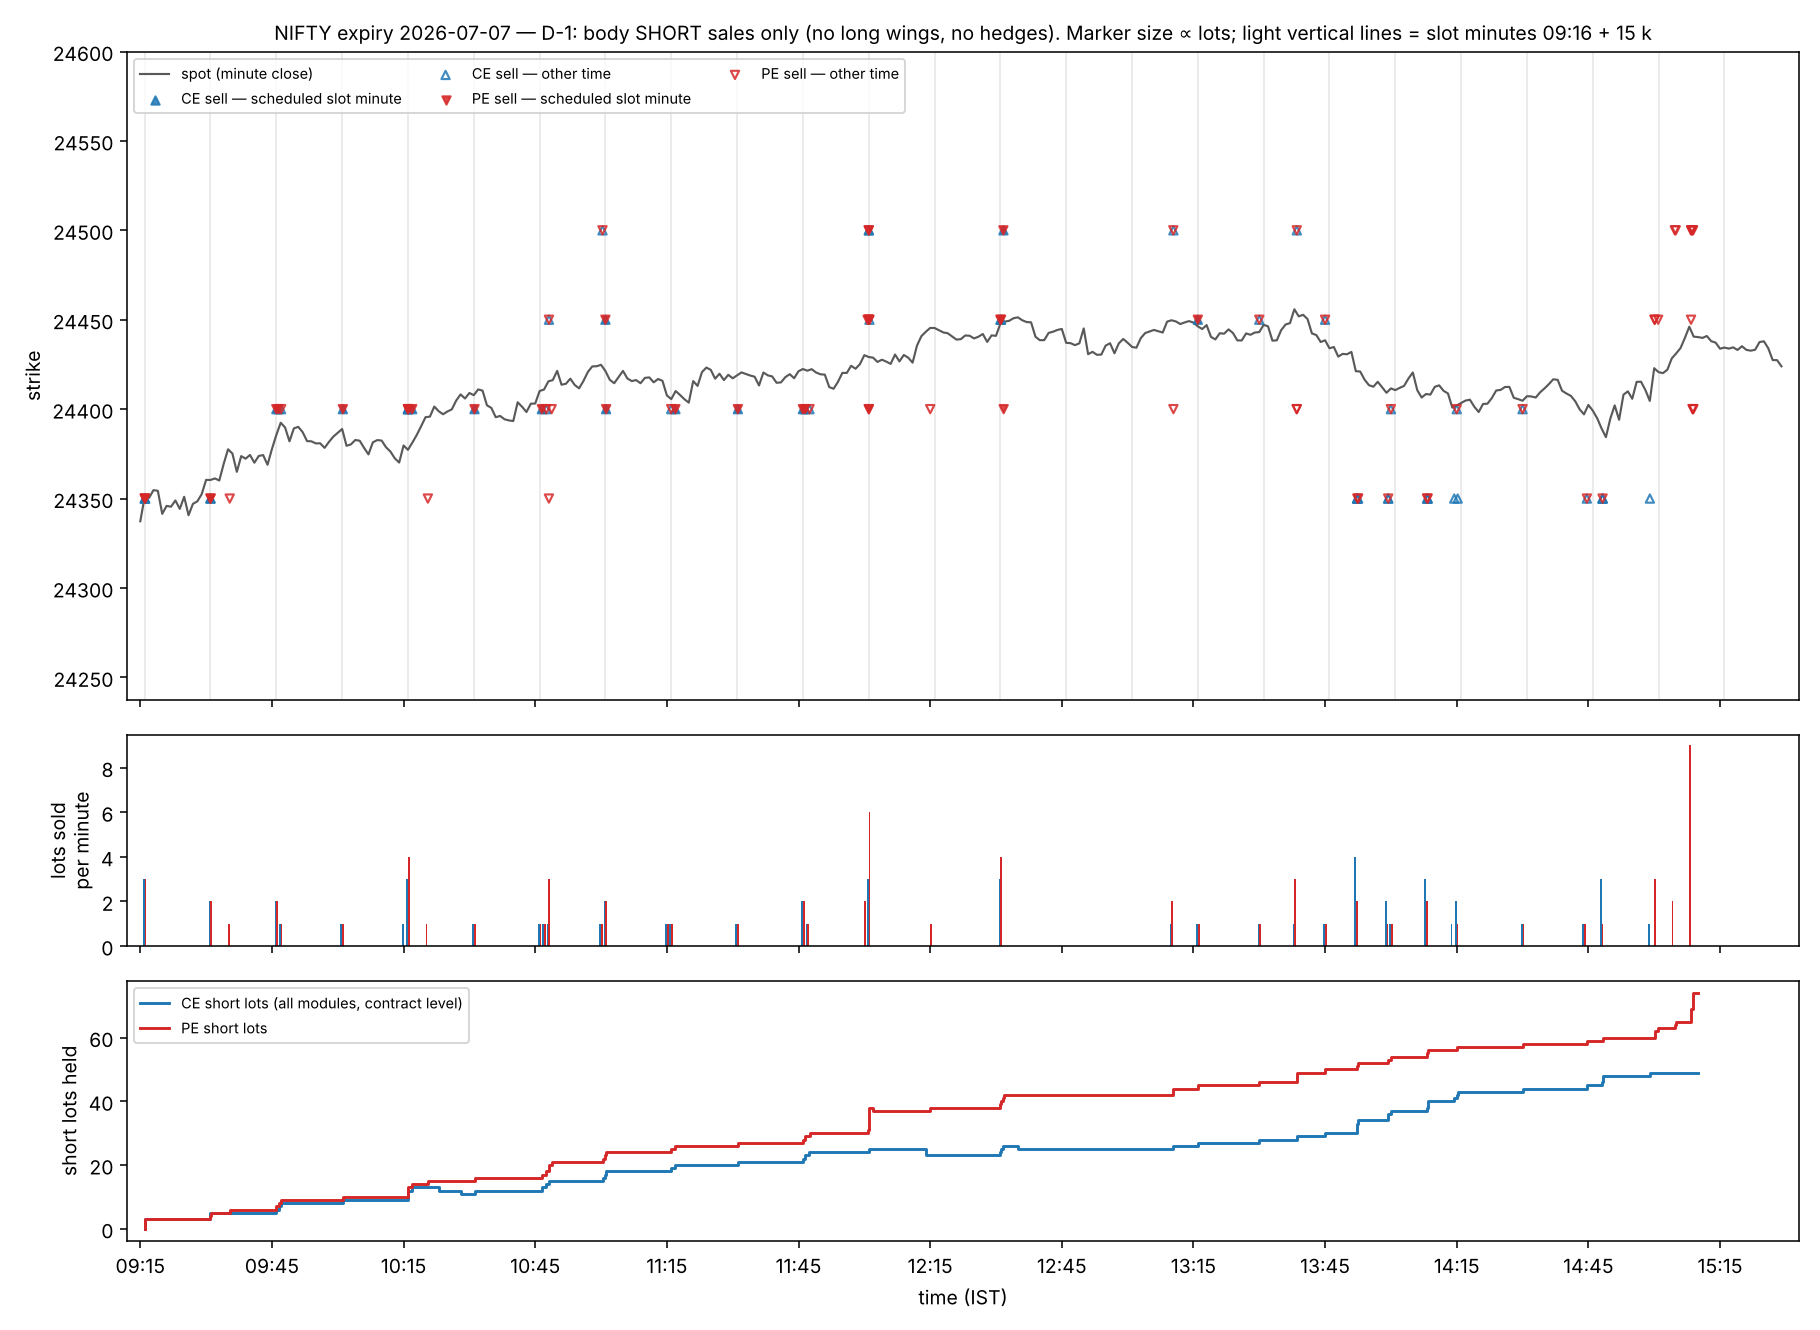 NIFTY expiry 2026-07-07 — D-1: body SHORT sales only (no long wings, no hedges). Marker size ∝ lots; light vertical lines = slot minutes 09:16 + 15 k
spot (minute close)
CE sell — scheduled slot minute
CE sell — other time
PE sell — scheduled slot minute
PE sell — other time
strike
24600
24550
24500
24450
24400
24350
24300
24250
lots sold
per minute
8
6
4
2
0
CE short lots (all modules, contract level)
PE short lots
short lots held
60
40
20
0
09:15
09:45
10:15
10:45
11:15
11:45
12:15
12:45
13:15
13:45
14:15
14:45
15:15
time (IST)